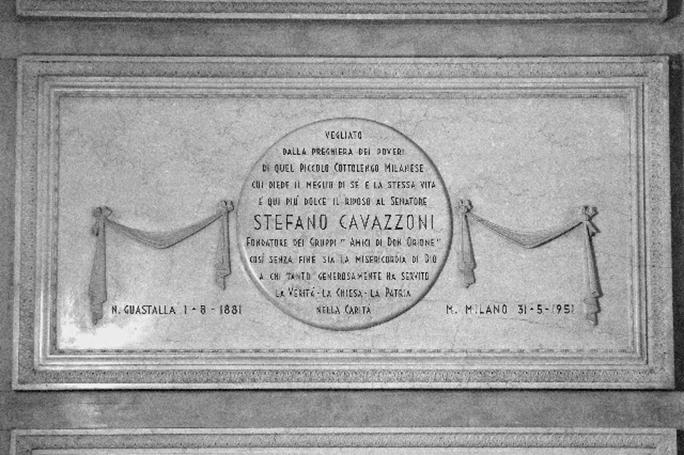 VEGLIATO
DALLA PREGHIERA DEI POVERI
DI QUEL PICCOLO COTTOLENGO MILANESE
CUI DIEDE IL MEGLIO DI SÈ E LA STESSA VITA
È QUI PIÙ DOLCE IL RIPOSO AL SENATORE
STEFANO CAVAZZONI
FONDATORE DEI GRUPPI "AMICI DI DON ORIONE"
COSÌ SENZA FINE SIA LA MISERICORDIA DI DIO
A CHI TANTO GENEROSAMENTE HA SERVITO
LA VERITÀ - LA CHIESA - LA PATRIA
NELLA CARITÀ
N. GUASTALLA 1-8-1881
M. MILANO 31-5-1951